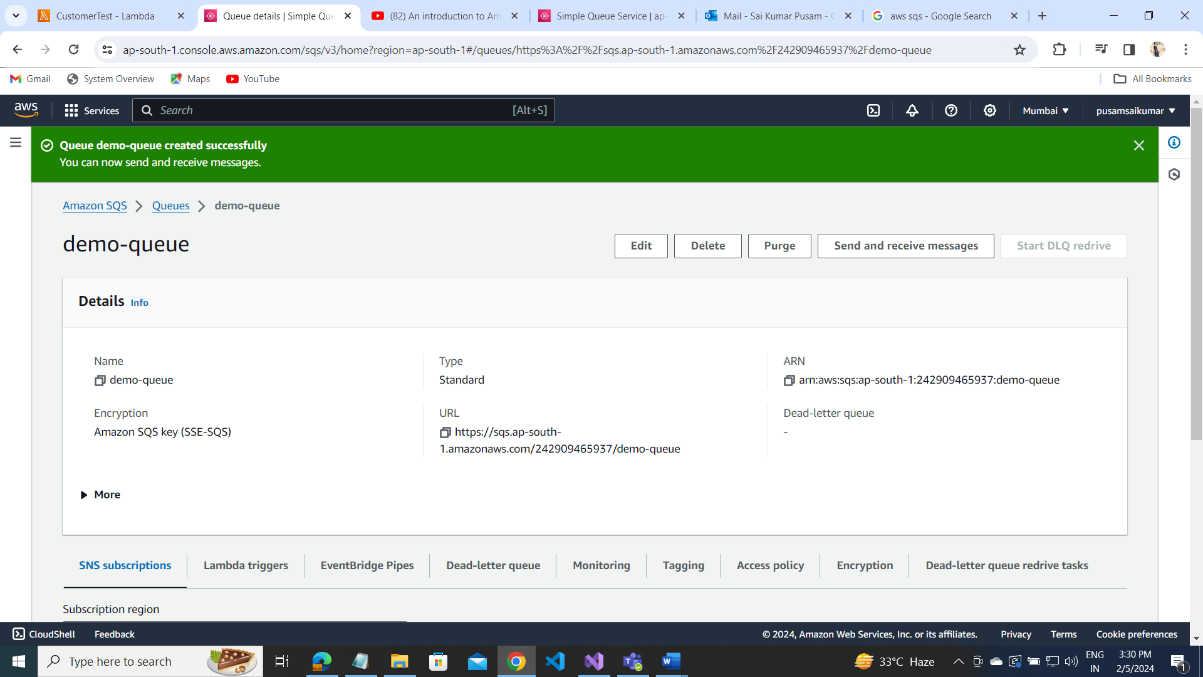 CustomerTest - Lambda
Queue details | Simple Que
(82) An introduction to Am
Simple Queue Service | ap-
Mail - Sai Kumar Pusam - O
aws sqs - Google Search
ap-south-1.console.aws.amazon.com/sqs/v3/home?region=ap-south-1#/queues/https%3A%2F%2Fsqs.ap-south-1.amazonaws.com%2F242909465937%2Fdemo-queue
Gmail
System Overview
Maps
YouTube
All Bookmarks
aws
Services
Search
[Alt+S]
Mumbai
pusamsaikumar
Queue demo-queue created successfully
You can now send and receive messages.
Amazon SQS
Queues
demo-queue
demo-queue
Edit
Delete
Purge
Send and receive messages
Start DLQ redrive
Details Info
Name
demo-queue
Type
Standard
ARN
arn:aws:sqs:ap-south-1:242909465937:demo-queue
Encryption
Amazon SQS key (SSE-SQS)
URL
https://sqs.ap-south-
1.amazonaws.com/242909465937/demo-queue
Dead-letter queue
-
More
SNS subscriptions
Lambda triggers
EventBridge Pipes
Dead-letter queue
Monitoring
Tagging
Access policy
Encryption
Dead-letter queue redrive tasks
Subscription region
CloudShell
Feedback
© 2024, Amazon Web Services, Inc. or its affiliates.
Privacy
Terms
Cookie preferences
Type here to search
33°C Haze
ENG
IN
3:30 PM
2/5/2024
1